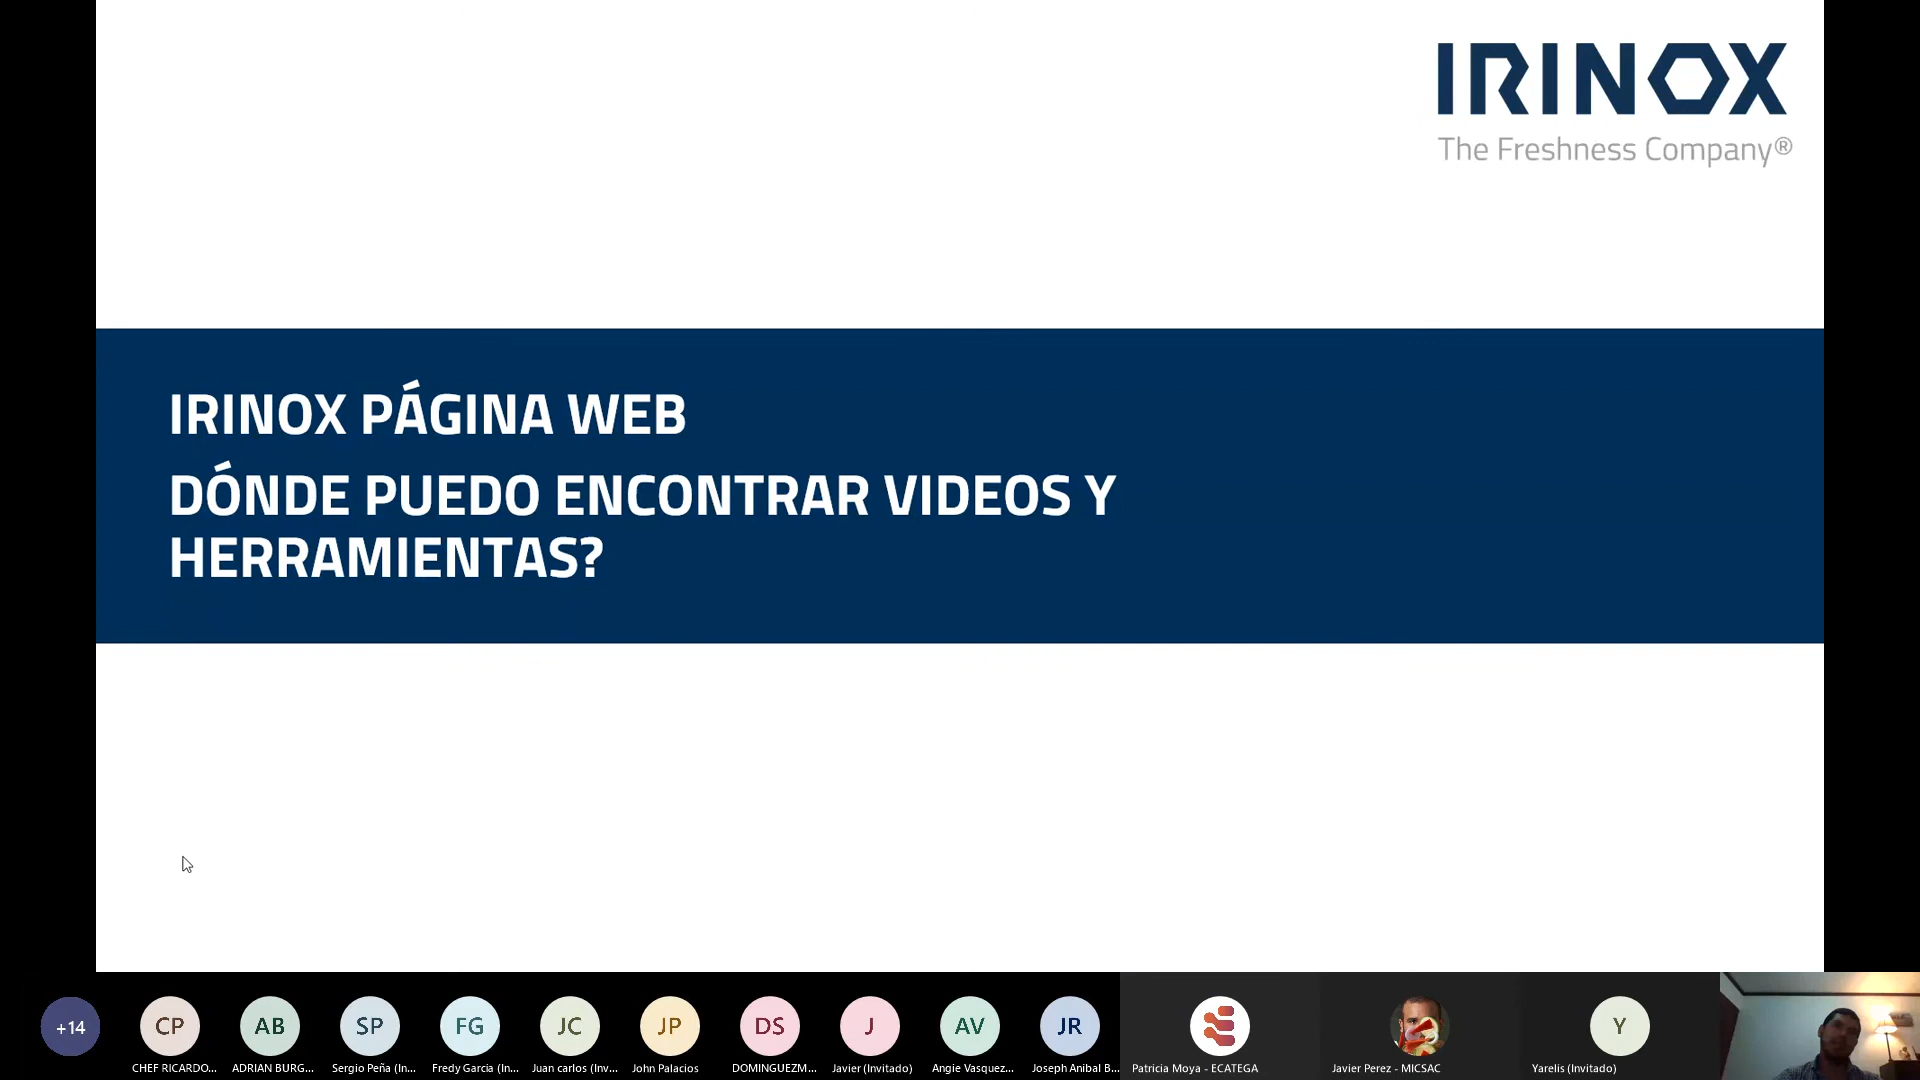 IRINOX
The Freshness Company®
IRINOX PÁGINA WEB
DÓNDE PUEDO ENCONTRAR VIDEOS Y
HERRAMIENTAS?
+14
CP
AB
SP
FG
JC
JP
DS
J
AV
JR
Y
CHEF RICARDO...
ADRIAN BURG...
Sergio Peña (In...
Fredy Garcia (In...
Juan carlos (Inv...
John Palacios
DOMINGUEZM...
Javier (Invitado)
Angie Vasquez...
Joseph Anibal B...
Patricia Moya - ECATEGA
Javier Perez - MICSAC
Yarelis (Invitado)